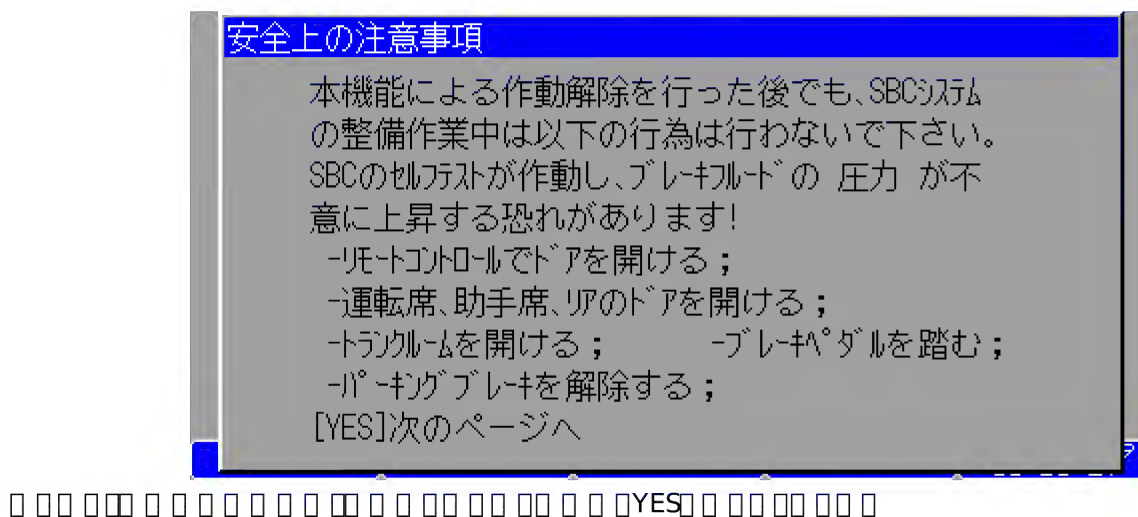 安全上の注意事項
本機能による作動解除を行った後でも、SBCｼｽﾃﾑ
の整備作業中は以下の行為は行わないで下さい。
SBCのｾﾙﾌﾃｽﾄが作動し、ﾌﾞﾚｰｷﾌﾙｰﾄﾞの 圧力 が不
意に上昇する恐れがあります!
-ﾘﾓｰﾄｺﾝﾄﾛｰﾙでﾄﾞｱを開ける；
-運転席、助手席、ﾘｱのﾄﾞｱを開ける；
-ﾄﾗﾝｸﾙｰﾑを開ける； -ﾌﾞﾚｰｷﾍﾟﾀﾞﾙを踏む；
-ﾊﾟｰｷﾝｸﾞﾌﾞﾚｰｷを解除する；
[YES]次のページへ
YES